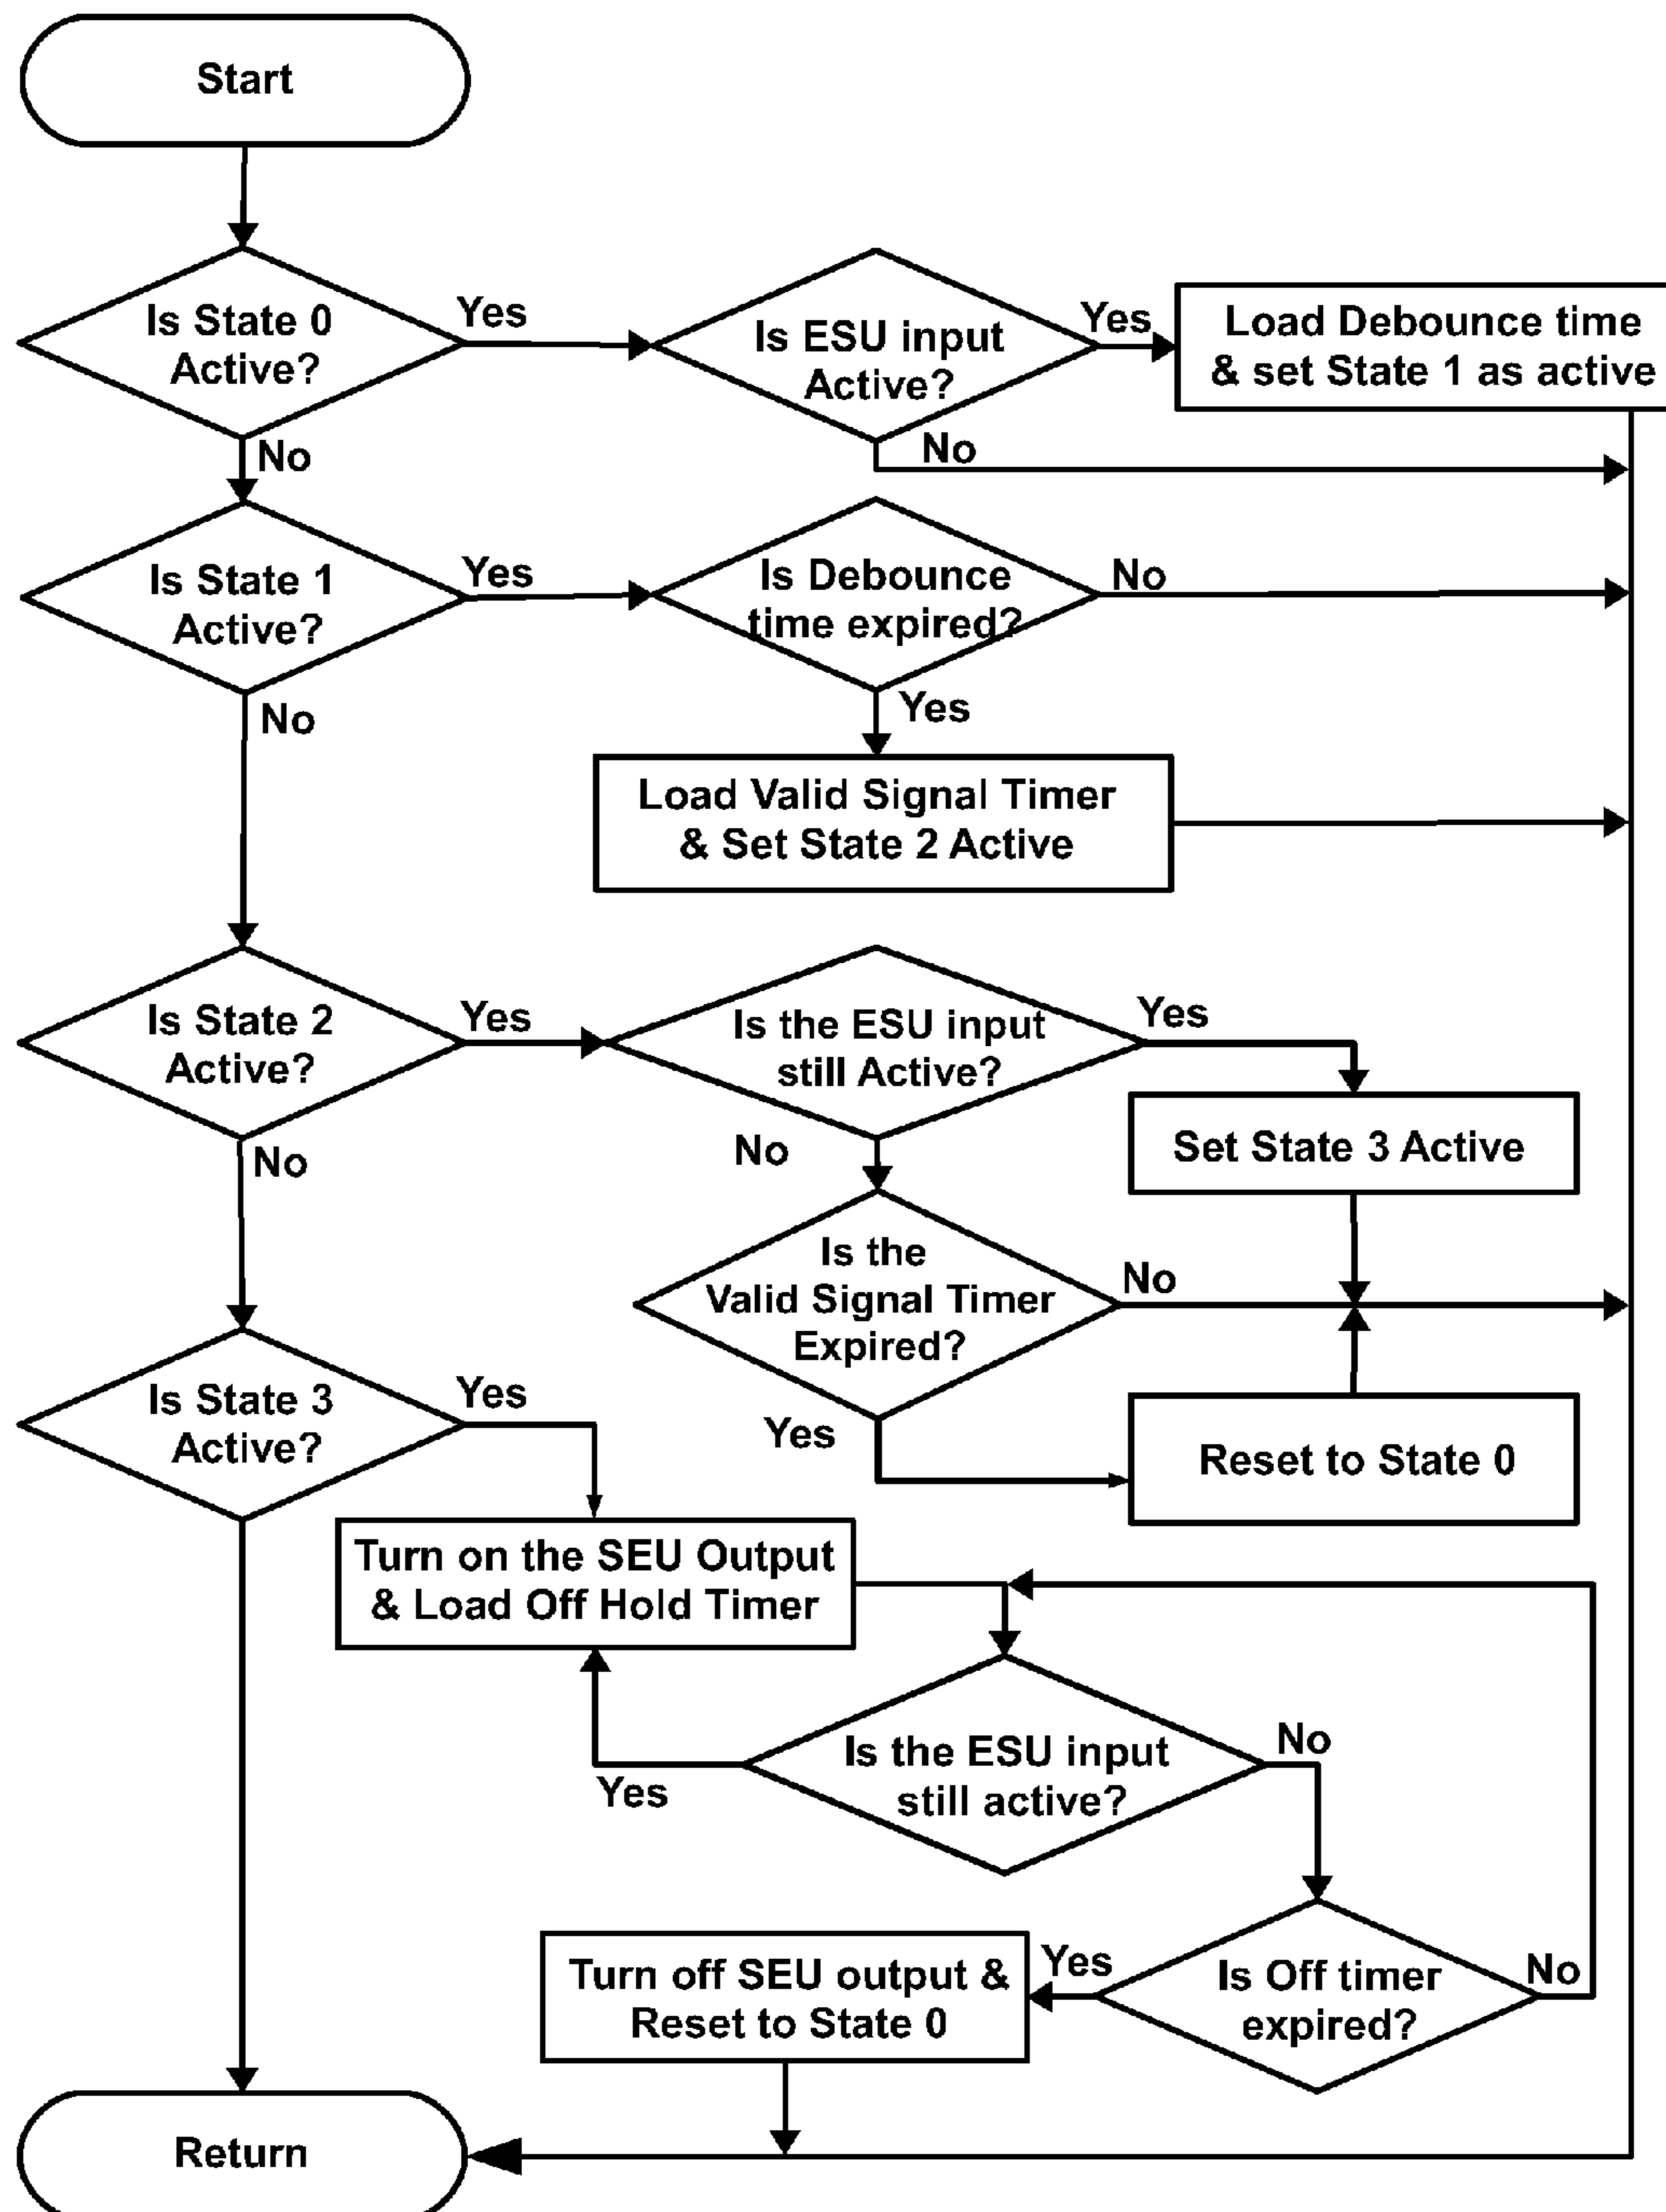 Start
Is State 0
Active?
Yes
Is ESU input
Active?
Yes
Load Debounce time
& set State 1 as active
No
No
Is State 1
Active?
Yes
Is Debounce
time expired?
No
No
Yes
Load Valid Signal Timer
& Set State 2 Active
Is State 2
Active?
Yes
Is the ESU input
still Active?
Yes
No
No
Set State 3 Active
Is the
Valid Signal Timer
Expired?
No
Yes
Reset to State 0
Is State 3
Active?
Yes
Turn on the SEU Output
& Load Off Hold Timer
Is the ESU input
still active?
No
Yes
Is Off timer
expired?
No
Yes
Turn off SEU output &
Reset to State 0
Return